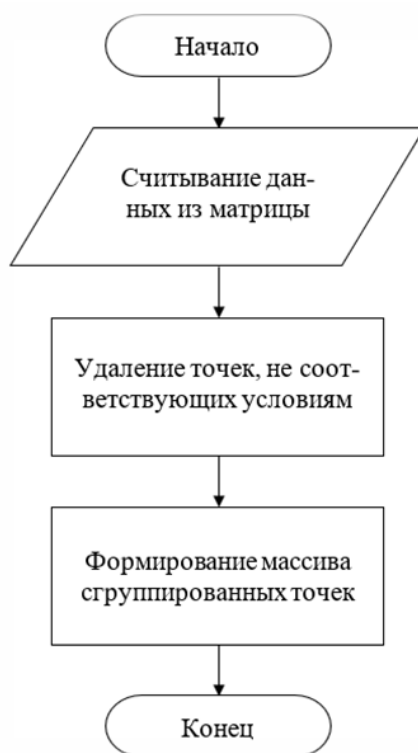 Начало
Считывание дан-
ных из матрицы
Удаление точек, не соот-
ветствующих условиям
Формирование массива
сгруппированных точек
Конец